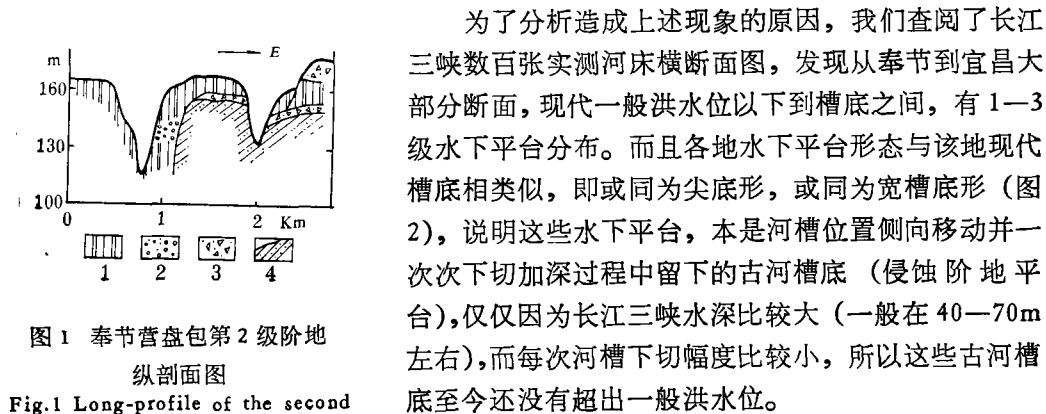 E
m
160
130
100
0
1
2
Km
1
2
3
4
图 1 奉节营盘包第 2 级阶地
纵剖面图
Fig.1 Long-profile of the second
为了分析造成上述现象的原因，我们查阅了长江
三峡数百张实测河床横断面图，发现从奉节到宜昌大
部分断面，现代一般洪水位以下到槽底之间，有 1—3
级水下平台分布。而且各地水下平台形态与该地现代
槽底相类似，即或同为尖底形，或同为宽槽底形（图
2），说明这些水下平台，本是河槽位置侧向移动并一
次次下切加深过程中留下的古河槽底（侵蚀阶地平
台），仅仅因为长江三峡水深比较大（一般在 40—70m
左右），而每次河槽下切幅度比较小，所以这些古河槽
底至今还没有超出一般洪水位。